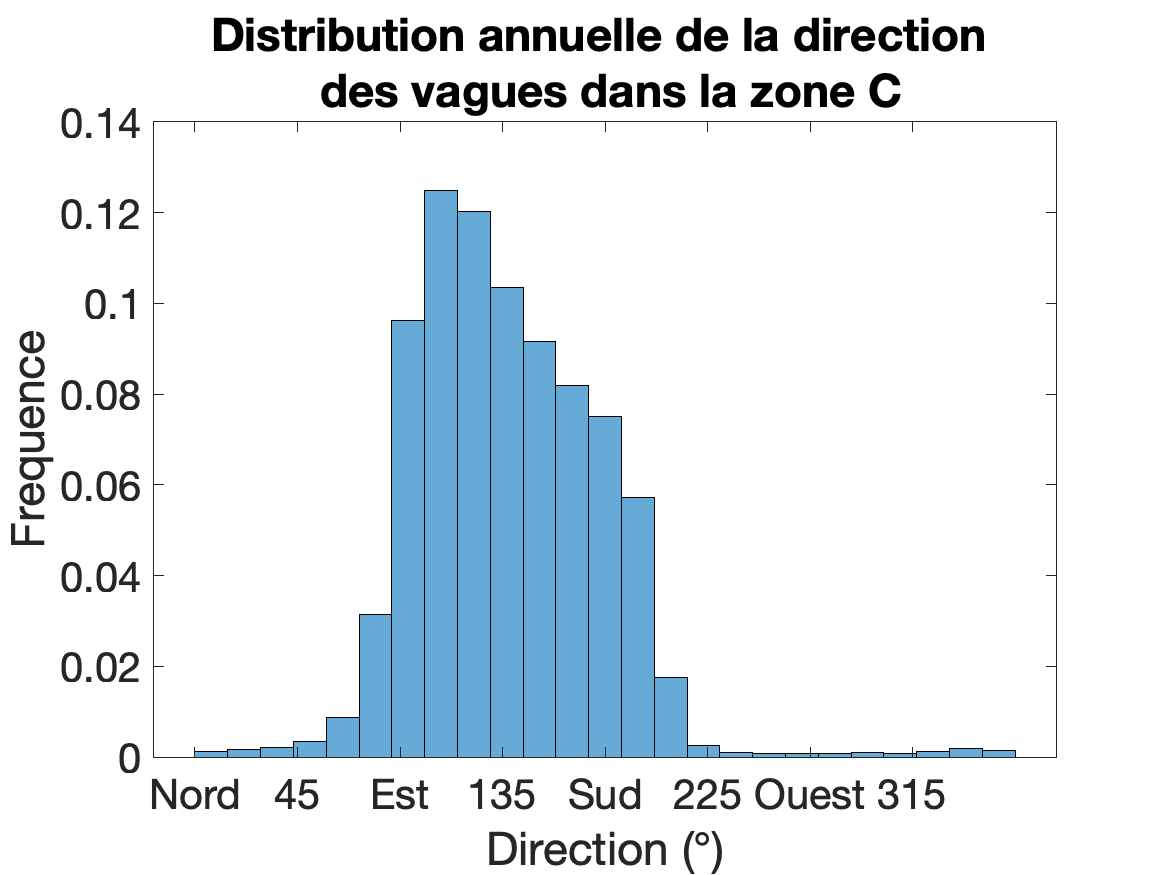 Distribution annuelle de la direction
des vagues dans la zone C
0.14
0.12
0.1
0.08
0.06
0.04
0.02
0
Frequence
Nord 45 Est 135 Sud 225 Ouest 315
Direction (°)